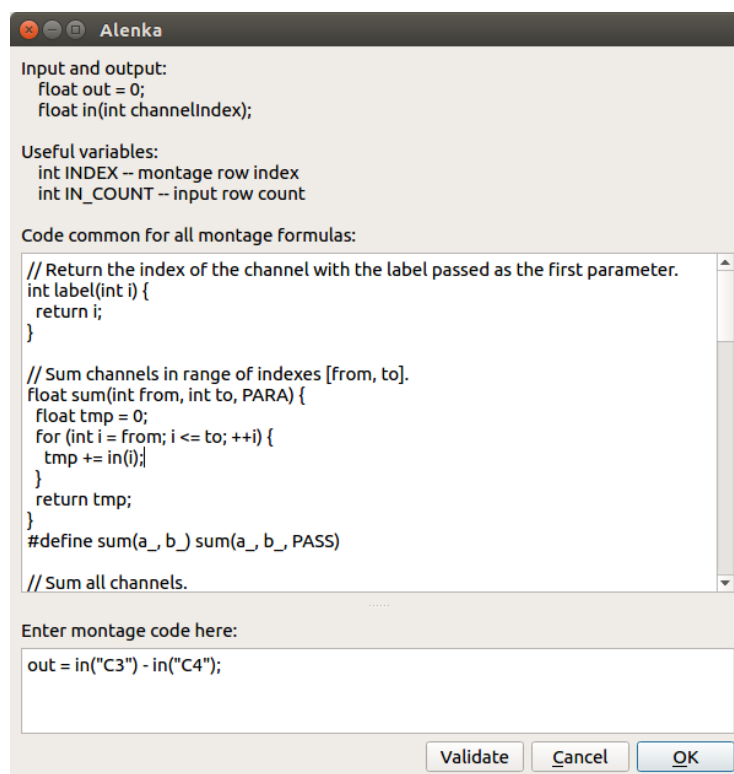 Alenka
Input and output:
float out = 0;
float in(int channelIndex);
Useful variables:
int INDEX -- montage row index
int IN_COUNT -- input row count
Code common for all montage formulas:
// Return the index of the channel with the label passed as the first parameter.
int label(int i) {
return i;
}
// Sum channels in range of indexes [from, to].
float sum(int from, int to, PARA) {
float tmp = 0;
for (int i = from; i <= to; ++i) {
tmp += in(i);
}
return tmp;
}
#define sum(a_, b_) sum(a_, b_, PASS)
// Sum all channels.
Enter montage code here:
out = in("C3") - in("C4");
Validate Cancel OK